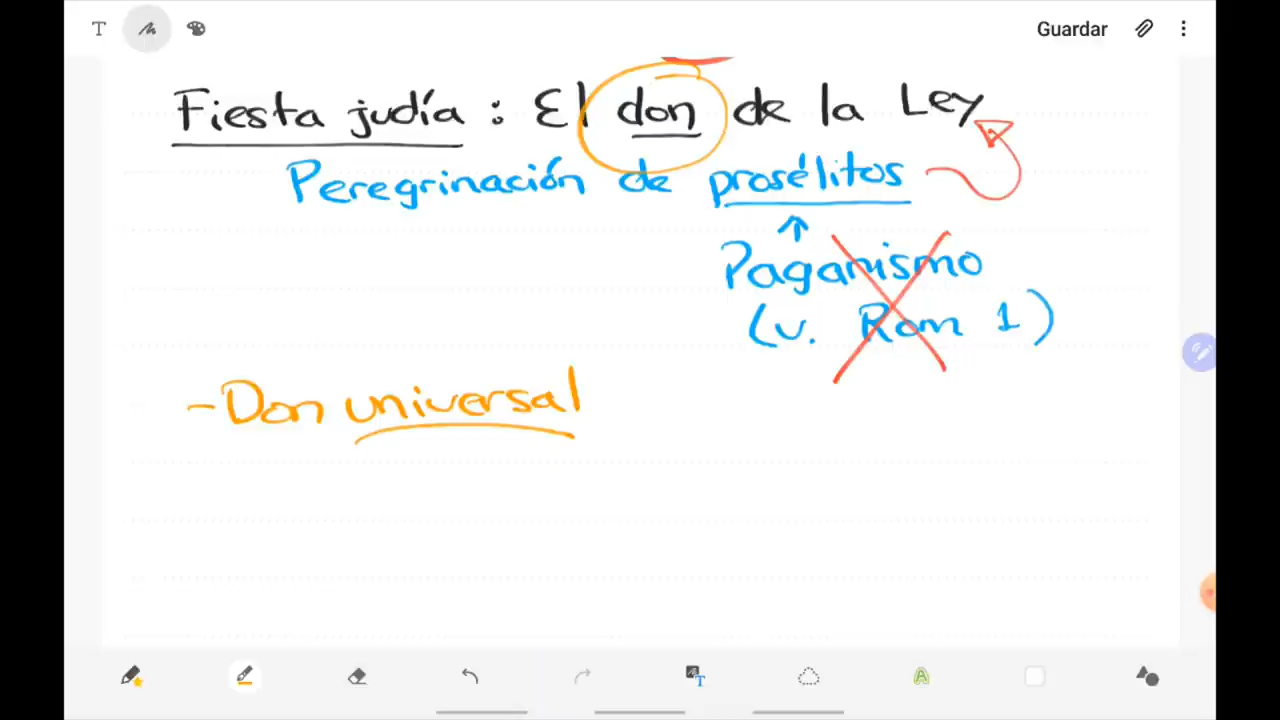 T Guardar
Fiesta judía : El don de la Ley
Peregrinación de prosélitos
Paganismo
(v. Rom 1)
- Don universal